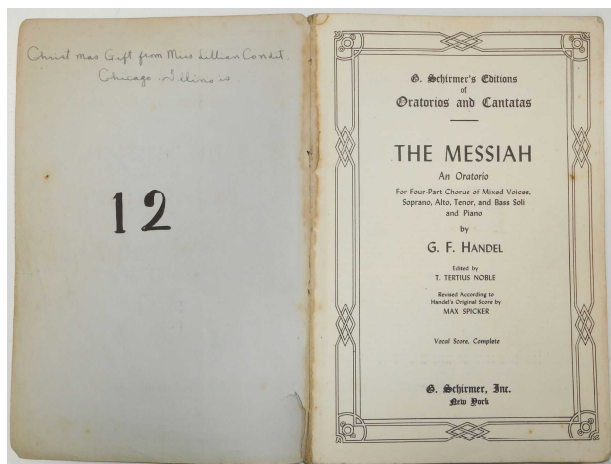 Christmas Gift from Miss Lillian Condit.
Chicago Illinois.
12
G. Schirmer's Editions
of
Oratorios and Cantatas
THE MESSIAH
An Oratorio
For Four-Part Chorus of Mixed Voices,
Soprano, Alto, Tenor, and Bass Soli
and Piano
by
G. F. HANDEL
Edited by
T. TERTIUS NOBLE
Revised According to
Handel's Original Score by
MAX SPICKER
Vocal Score, Complete
G. Schirmer, Inc.
New York